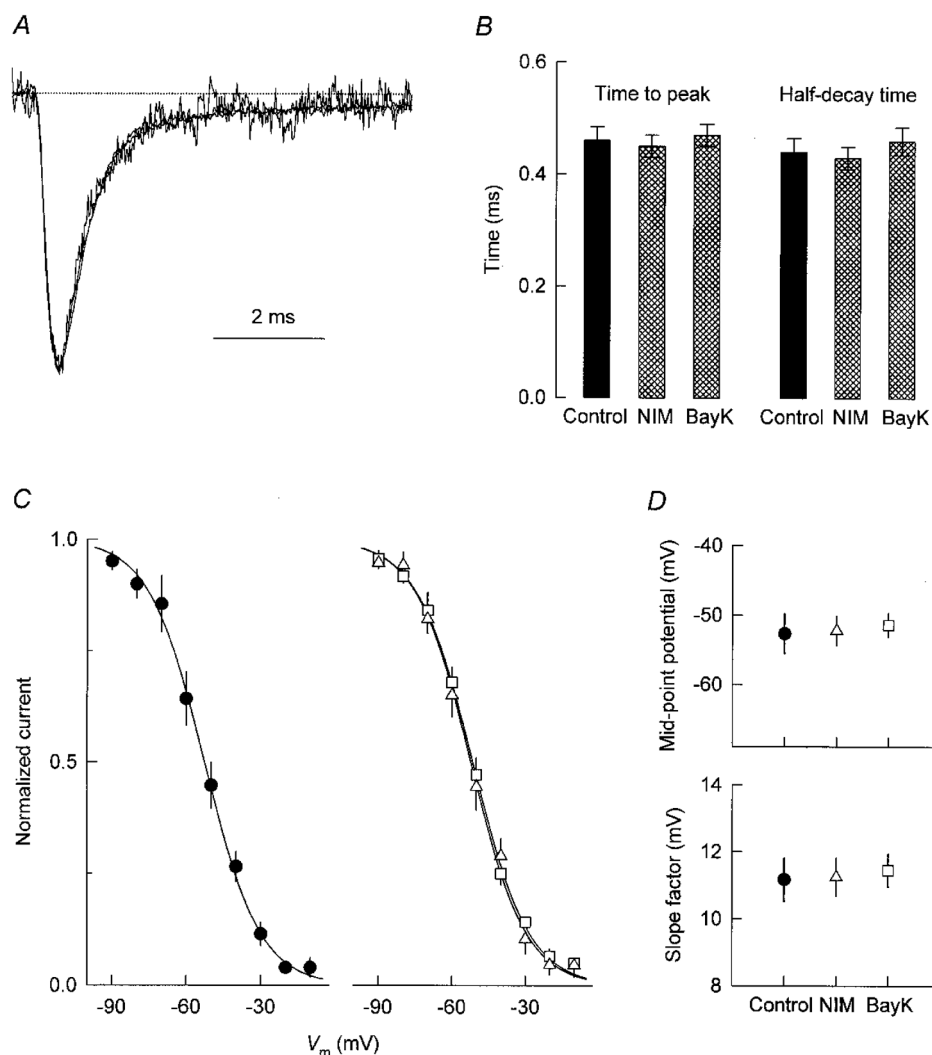 A
2 ms
B
0.6
0.4
0.2
0.0
Time (ms)
Time to peak
Half-decay time
Control NIM BayK Control NIM BayK
C
1.0
0.5
0.0
Normalized current
-90 -60 -30 -90 -60 -30
Vm (mV)
D
-40
-50
-60
Mid-point potential (mV)
14
12
10
8
Slope factor (mV)
Control NIM BayK